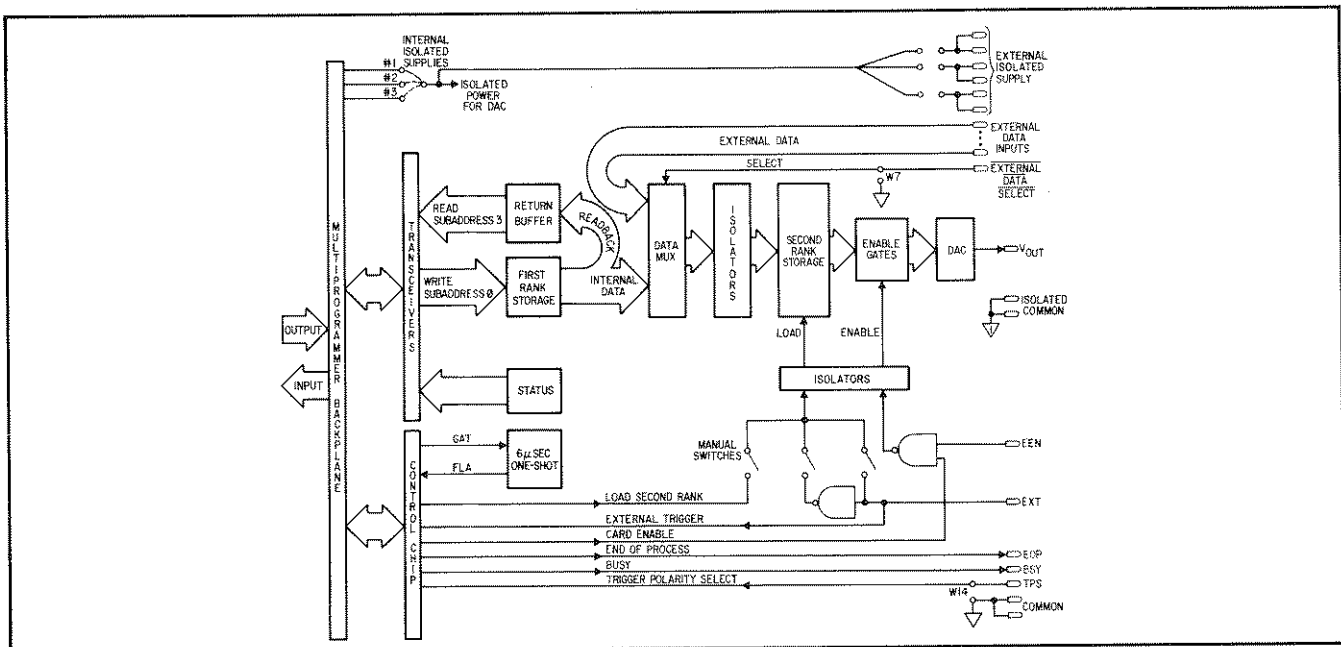 INTERNAL
ISOLATED
SUPPLIES
#1
#2
#3
ISOLATED
POWER
FOR DAC
EXTERNAL
ISOLATED
SUPPLY
EXTERNAL DATA
EXTERNAL
DATA
INPUTS
SELECT
W7
EXTERNAL
DATA
SELECT
MULTIPROGRAMMER BACKPLANE
TRANSCEIVERS
READ
SUBADDRESS 3
RETURN
BUFFER
READBACK
WRITE
SUBADDRESS Ø
FIRST
RANK
STORAGE
INTERNAL
DATA
DATA
MUX
ISOLATORS
SECOND
RANK
STORAGE
ENABLE
GATES
DAC
VOUT
ISOLATED
COMMON
OUTPUT
INPUT
LOAD
ENABLE
ISOLATORS
STATUS
CONTROL CHIP
GAT
FLA
6μSEC
ONE-SHOT
MANUAL
SWITCHES
EEN
LOAD SECOND RANK
EXT
EXTERNAL TRIGGER
CARD ENABLE
END OF PROCESS
EOP
BUSY
BSY
TRIGGER POLARITY SELECT
TPS
W14
COMMON